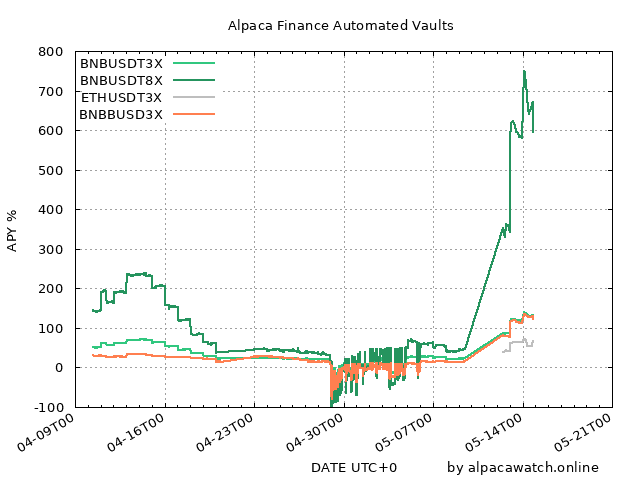 Alpaca Finance Automated Vaults
BNBUSDT3X
BNBUSDT8X
ETHUSDT3X
BNBBUSD3X
APY %
800
700
600
500
400
300
200
100
0
-100
04-09T00
04-16T00
04-23T00
04-30T00
05-07T00
05-14T00
05-21T00
DATE UTC+0
by alpacawatch.online